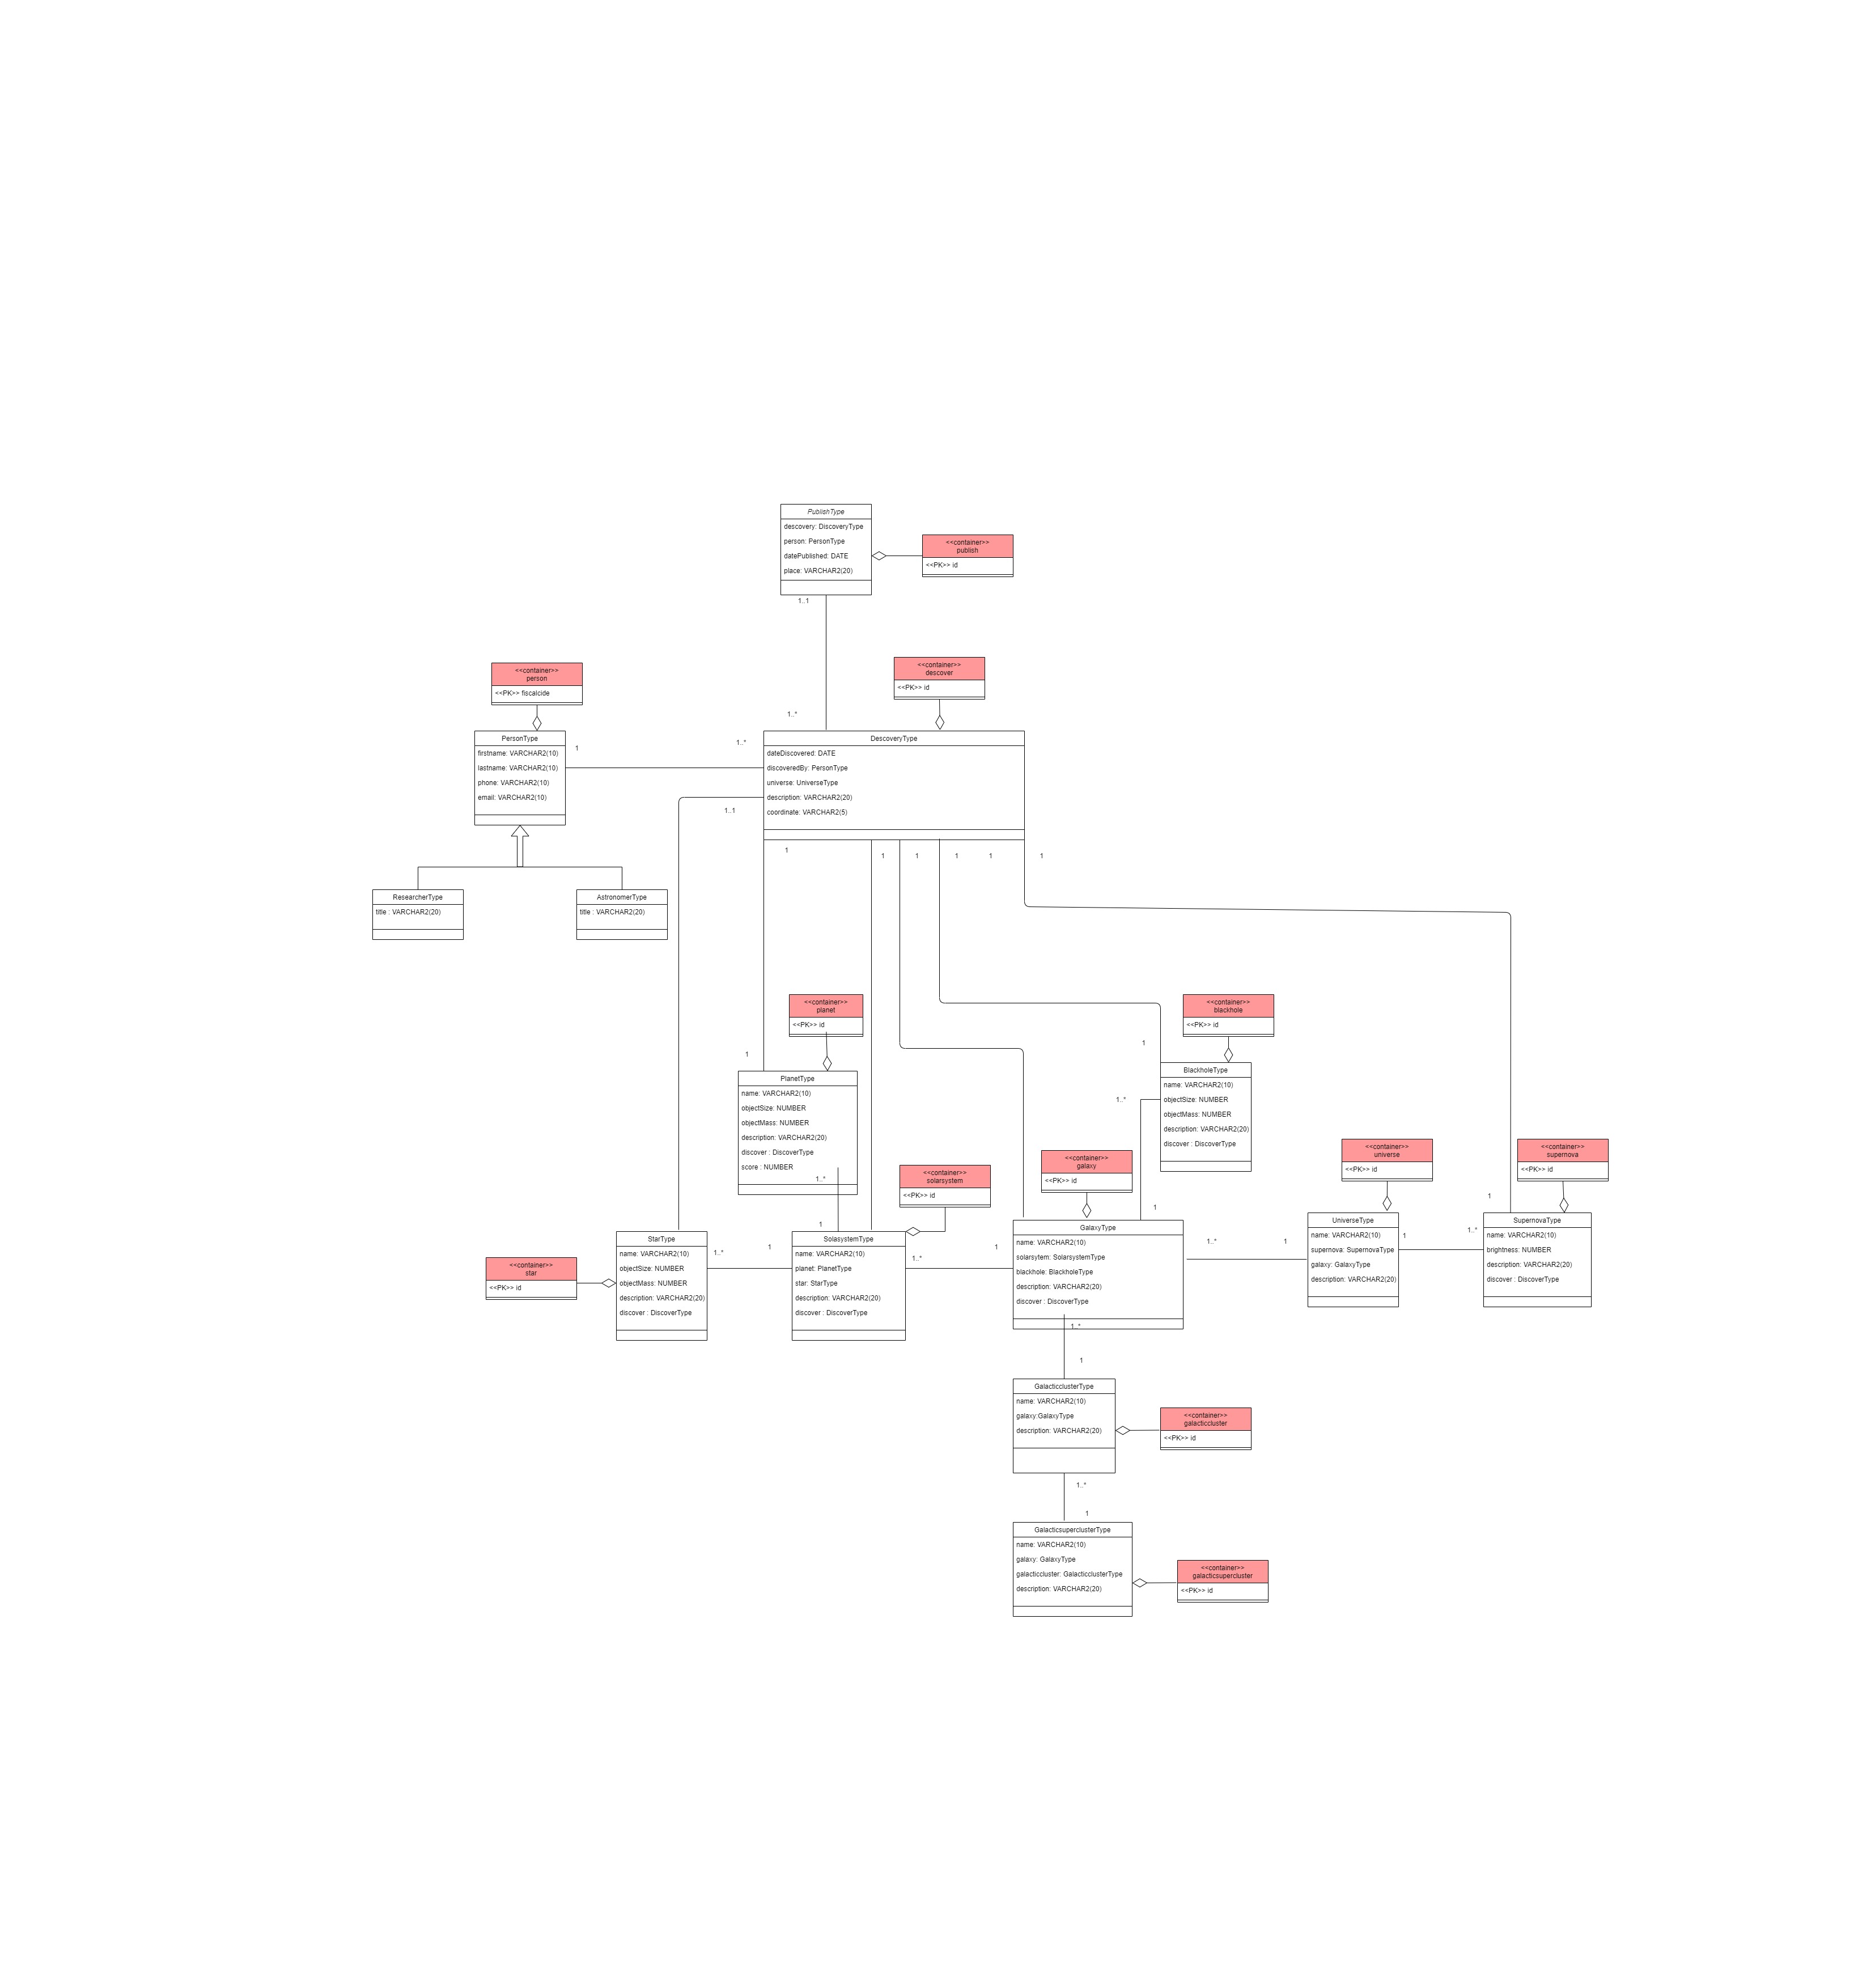 PublishType
descovery: DiscoveryType
person: PersonType
datePublished: DATE
place: VARCHAR2(20)
<<container>>
publish
<<PK>> id
1..1
<<container>>
person
<<PK>> fiscalcide
<<container>>
descover
<<PK>> id
1..*
PersonType
firstname: VARCHAR2(10)
lastname: VARCHAR2(10)
phone: VARCHAR2(10)
email: VARCHAR2(10)
1
1..*
DescoveryType
dateDiscovered: DATE
discoveredBy: PersonType
universe: UniverseType
description: VARCHAR2(20)
coordinate: VARCHAR2(5)
1..1
1
1
1
1
1
1
ResearcherType
title : VARCHAR2(20)
AstronomerType
title : VARCHAR2(20)
<<container>>
planet
<<PK>> id
<<container>>
blackhole
<<PK>> id
1
1
PlanetType
name: VARCHAR2(10)
objectSize: NUMBER
objectMass: NUMBER
description: VARCHAR2(20)
discover : DiscoverType
score : NUMBER
1..*
BlackholeType
name: VARCHAR2(10)
objectSize: NUMBER
objectMass: NUMBER
description: VARCHAR2(20)
discover : DiscoverType
1..*
<<container>>
solarsystem
<<PK>> id
<<container>>
galaxy
<<PK>> id
<<container>>
universe
<<PK>> id
<<container>>
supernova
<<PK>> id
1
1
1
<<container>>
star
<<PK>> id
StarType
name: VARCHAR2(10)
objectSize: NUMBER
objectMass: NUMBER
description: VARCHAR2(20)
discover : DiscoverType
1..*
1
SolasystemType
name: VARCHAR2(10)
planet: PlanetType
star: StarType
description: VARCHAR2(20)
discover : DiscoverType
1..*
1
GalaxyType
name: VARCHAR2(10)
solarsytem: SolarsystemType
blackhole: BlackholeType
description: VARCHAR2(20)
discover : DiscoverType
1..*
1..*
1
UniverseType
name: VARCHAR2(10)
supernova: SupernovaType
galaxy: GalaxyType
description: VARCHAR2(20)
1
1..*
SupernovaType
name: VARCHAR2(10)
brightness: NUMBER
description: VARCHAR2(20)
discover : DiscoverType
1
GalacticclusterType
name: VARCHAR2(10)
galaxy:GalaxyType
description: VARCHAR2(20)
<<container>>
galacticcluster
<<PK>> id
1..*
1
GalacticsuperclusterType
name: VARCHAR2(10)
galaxy: GalaxyType
galacticcluster: GalacticclusterType
description: VARCHAR2(20)
<<container>>
galacticsupercluster
<<PK>> id